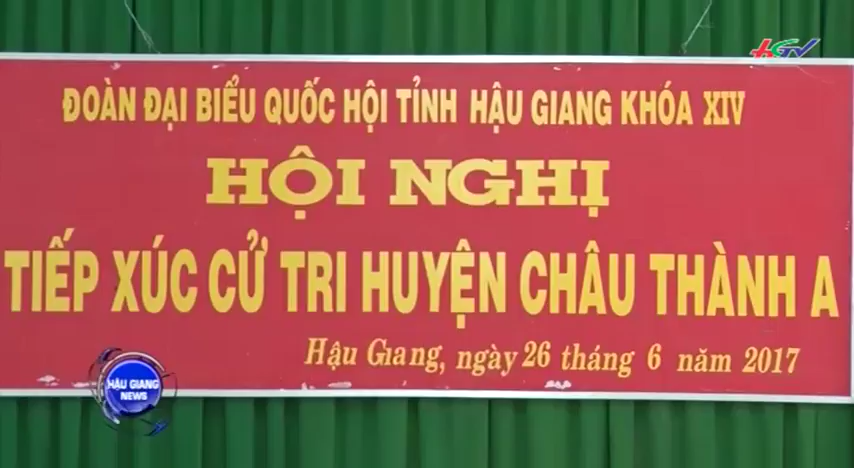 HGTV
ĐOÀN ĐẠI BIỂU QUỐC HỘI TỈNH HẬU GIANG KHÓA XIV
HỘI NGHỊ
TIẾP XÚC CỬ TRI HUYỆN CHÂU THÀNH A
Hậu Giang, ngày 26 tháng 6 năm 2017
HẬU GIANG
NEWS